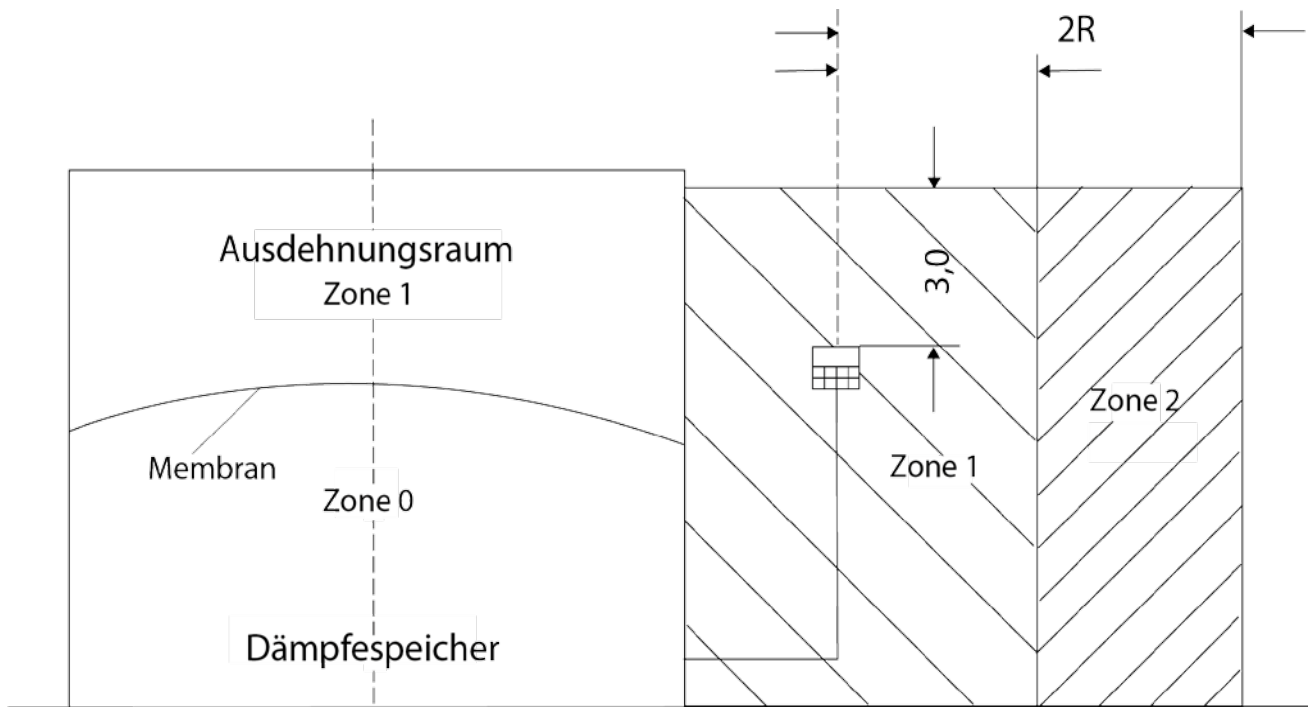 2R
Ausdehnungsraum
Zone 1
3,0
Membran
Zone 0
Zone 1
Zone 2
Dämpfespeicher